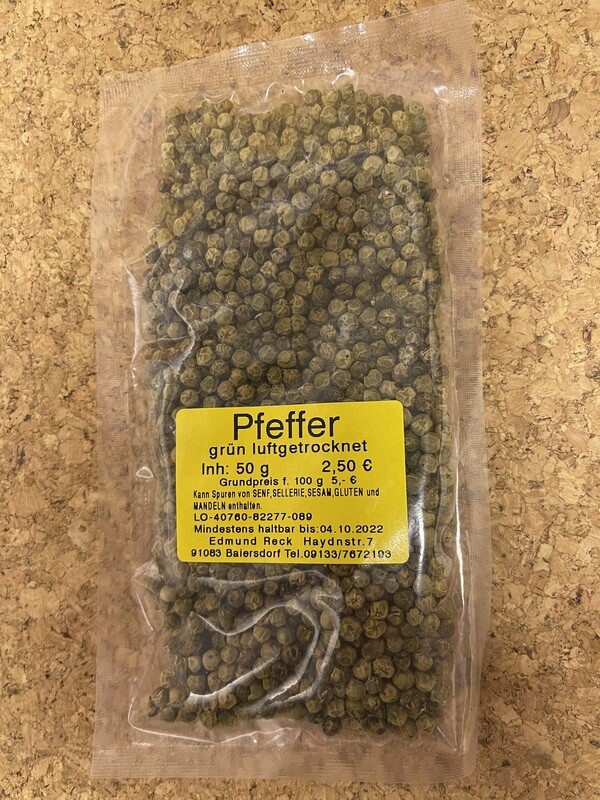 Pfeffer
grün luftgetrocknet
Inh: 50 g 2,50 €
Grundpreis f. 100 g 5,- €
Kann Spuren von SENF,SELLERIE,SESAM,GLUTEN und
MANDELN enthalten.
LO-40760-82277-089
Mindestens haltbar bis:04.10.2022
Edmund Reck Haydnstr.7
91083 Baiersdorf Tel.09133/7672193